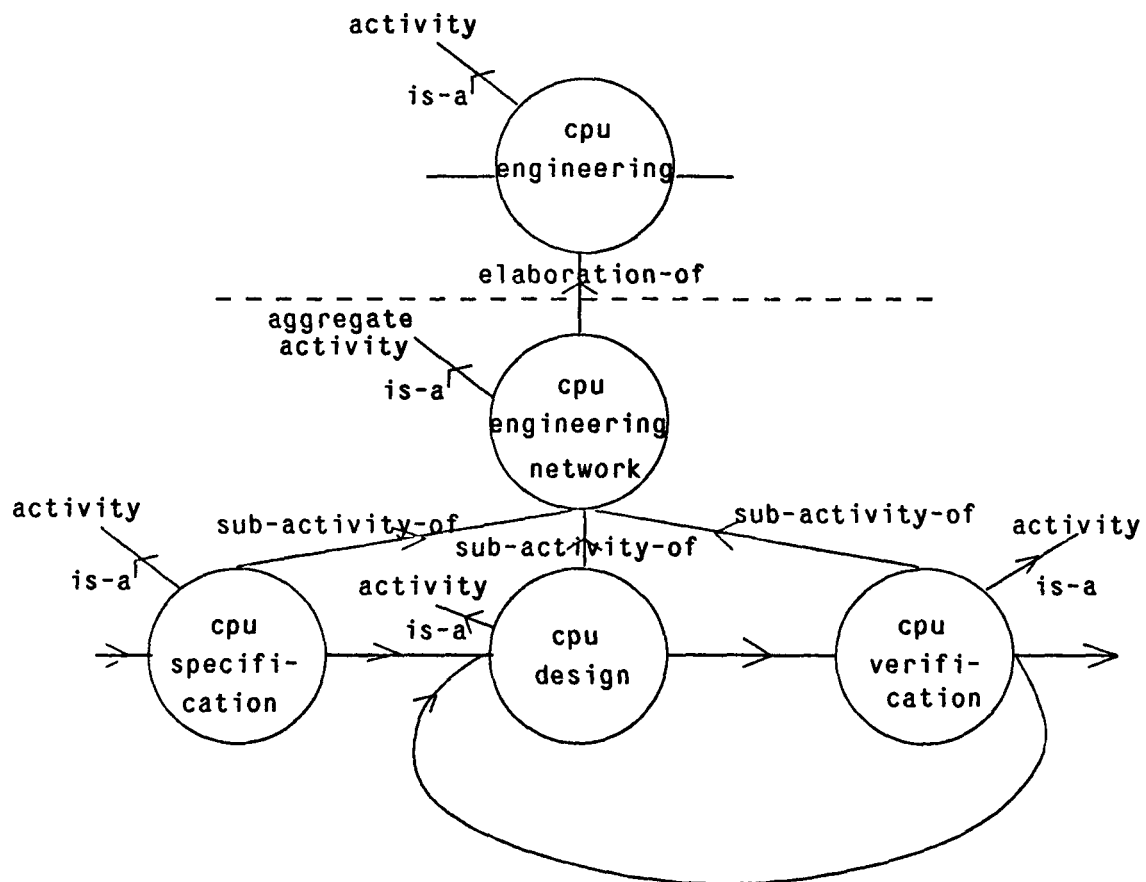 activity
is-a
cpu
engineering
elaboration-of
aggregate
activity
is-a
cpu
engineering
network
activity
sub-activity-of
sub-activity-of
sub-activity-of
activity
is-a
activity
is-a
is-a
cpu
specifi-
cation
cpu
design
cpu
verifi-
cation